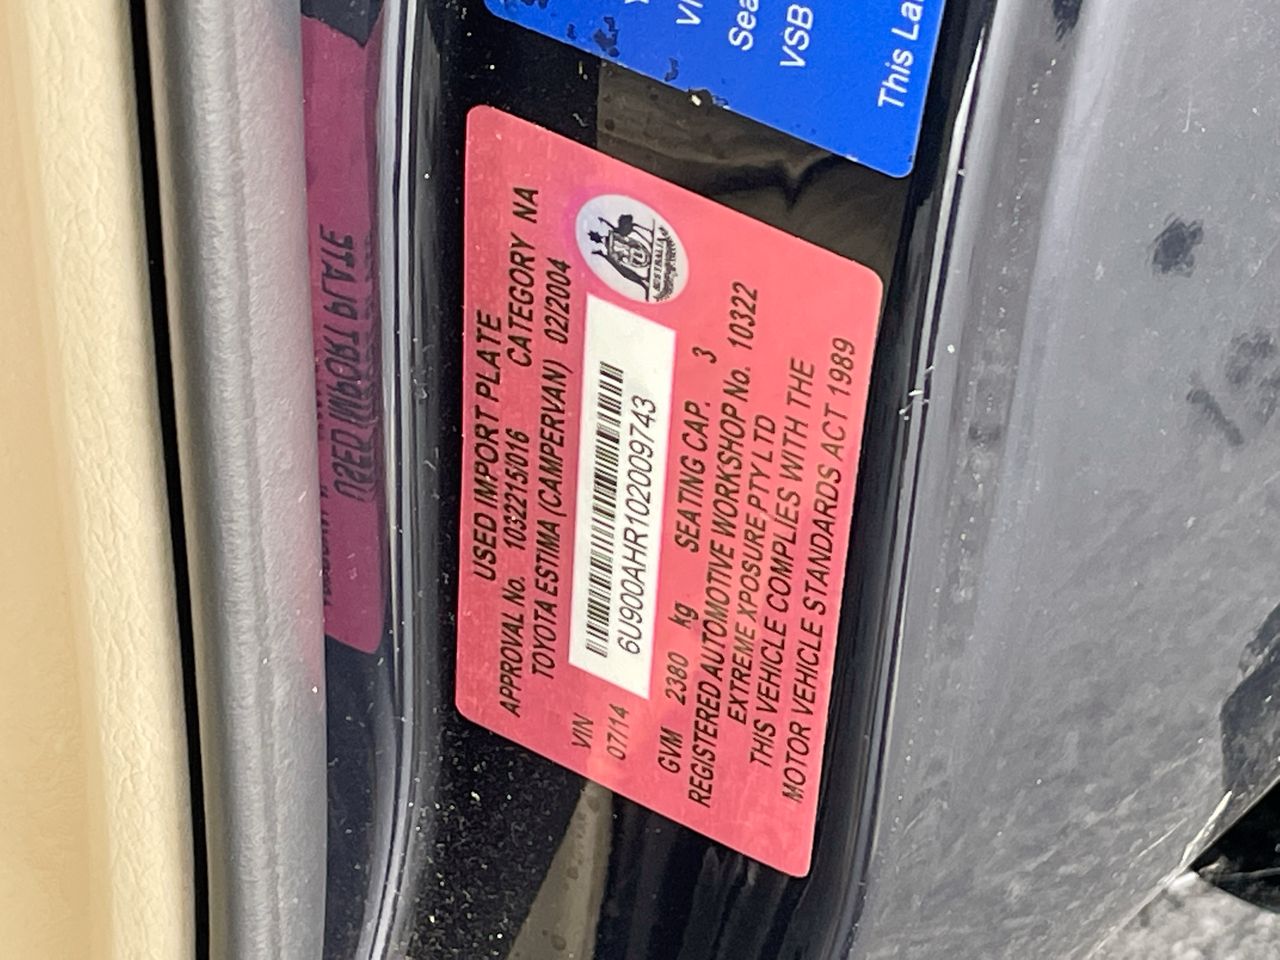 USED IMPORT PLATE
APPROVAL No. 1032215/016 CATEGORY NA
TOYOTA ESTIMA (CAMPERVAN) 02/2004
VIN
07/14
6U900AHR102009743
AUSTRALIA
GVM 2380 kg SEATING CAP. 3
REGISTERED AUTOMOTIVE WORKSHOP No. 10322
EXTREME XPOSURE PTY LTD
THIS VEHICLE COMPLIES WITH THE
MOTOR VEHICLE STANDARDS ACT 1989
VSB
This
USED IMPORT PLATE